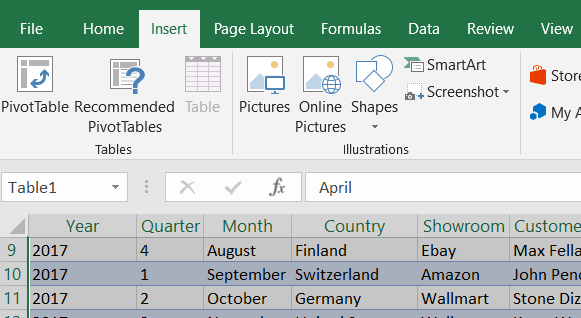 File Home Insert Page Layout Formulas Data Review View
PivotTable Recommended PivotTables Table Pictures Online Pictures Shapes SmartArt Screenshot Store My A
Tables Illustrations
Table1 fx April
Year Quarter Month Country Showroom Custome
9 2017 4 August Finland Ebay Max Fella
10 2017 1 September Switzerland Amazon John Penc
11 2017 2 October Germany Wallmart Stone Diz